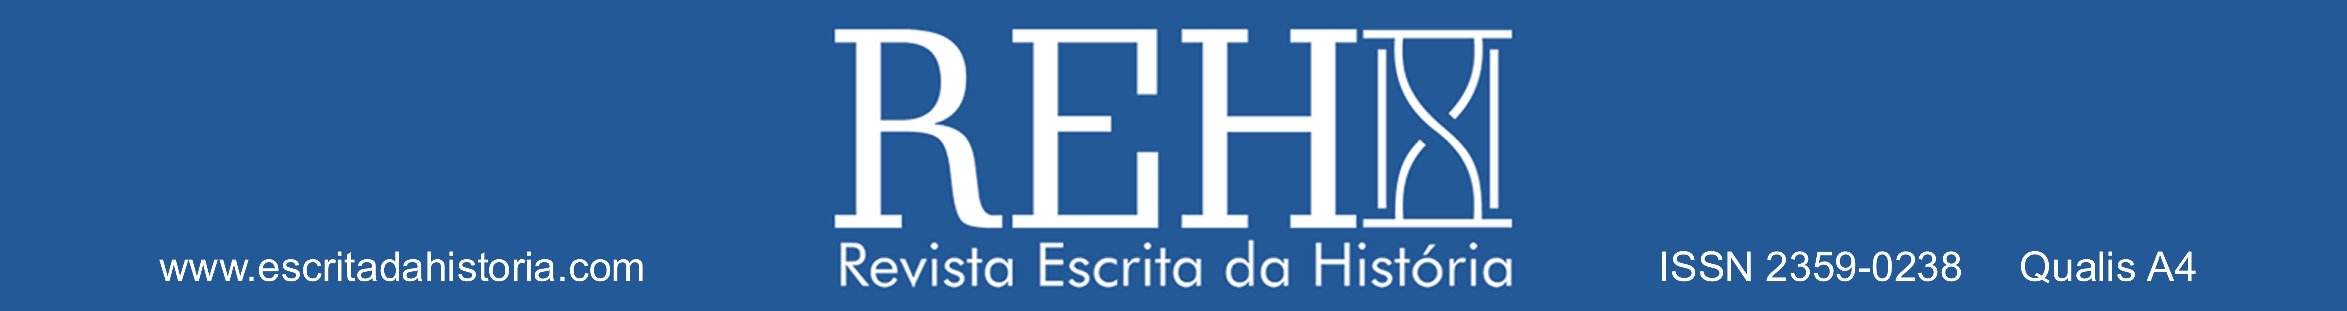 REH
Revista Escrita da História
www.escritadahistoria.com
ISSN 2359-0238
Qualis A4